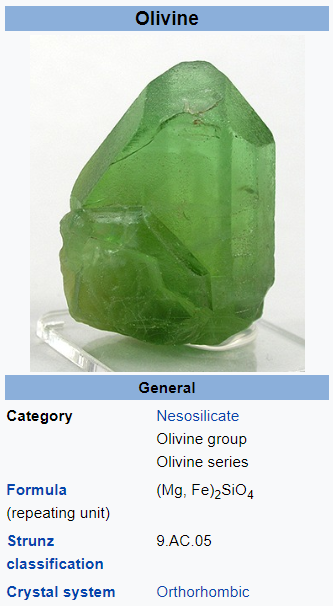 Olivine
General
Category Nesosilicate
Olivine group
Olivine series
Formula (Mg, Fe)₂SiO₄
(repeating unit)
Strunz 9.AC.05
classification
Crystal system Orthorhombic